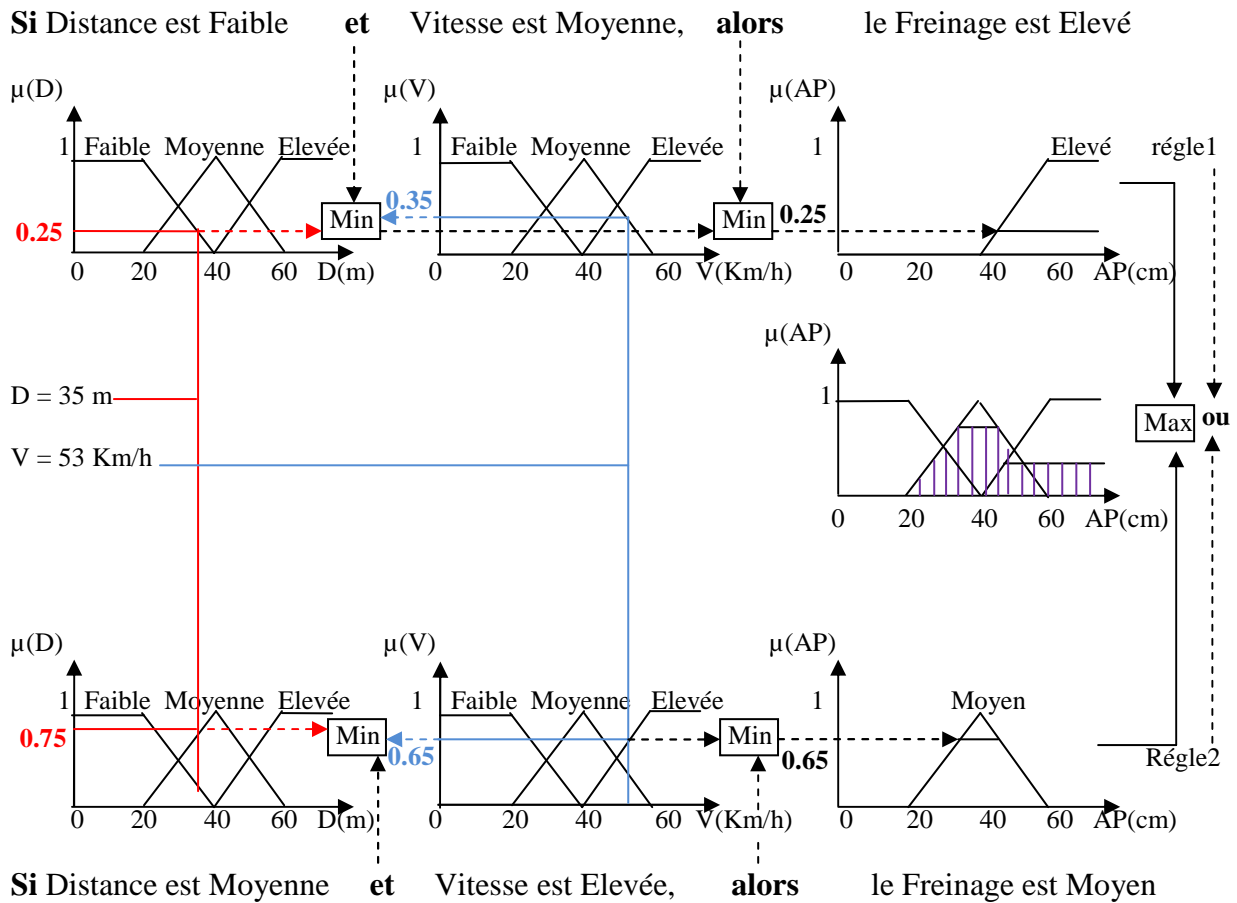 Si Distance est Faible et Vitesse est Moyenne, alors le Freinage est Elevé
µ(D) µ(V) µ(AP)
1 Faible Moyenne Elevée 1 Faible Moyenne Elevée 1 Elevé régle1
0.25 Min 0.35 Min 0.25
0 20 40 60 D(m) 0 20 40 60 V(Km/h) 0 20 40 60 AP(cm)
µ(AP)
D = 35 m 1 Max ou
V = 53 Km/h
0 20 40 60 AP(cm)
µ(D) µ(V) µ(AP)
1 Faible Moyenne Elevée 1 Faible Moyenne Elevée 1 Moyen
0.75 Min 0.65 Min 0.65 Régle2
0 20 40 60 D(m) 0 20 40 60 V(Km/h) 0 20 40 60 AP(cm)
Si Distance est Moyenne et Vitesse est Elevée, alors le Freinage est Moyen